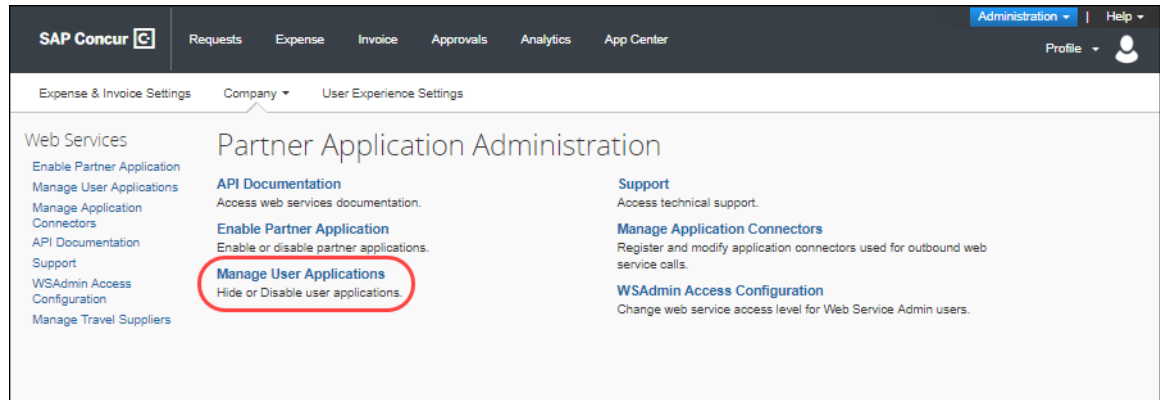 Administration | Help
SAP Concur C. Requests Expense Invoice Approvals Analytics App Center
Profile
Expense & Invoice Settings Company User Experience Settings
Web Services
Enable Partner Application
Manage User Applications
Manage Application
Connectors
API Documentation
Support
WSAdmin Access
Configuration
Manage Travel Suppliers
Partner Application Administration
API Documentation
Access web services documentation.
Enable Partner Application
Enable or disable partner applications.
Manage User Applications
Hide or Disable user applications.
Support
Access technical support.
Manage Application Connectors
Register and modify application connectors used for outbound web
service calls.
WSAdmin Access Configuration
Change web service access level for Web Service Admin users.